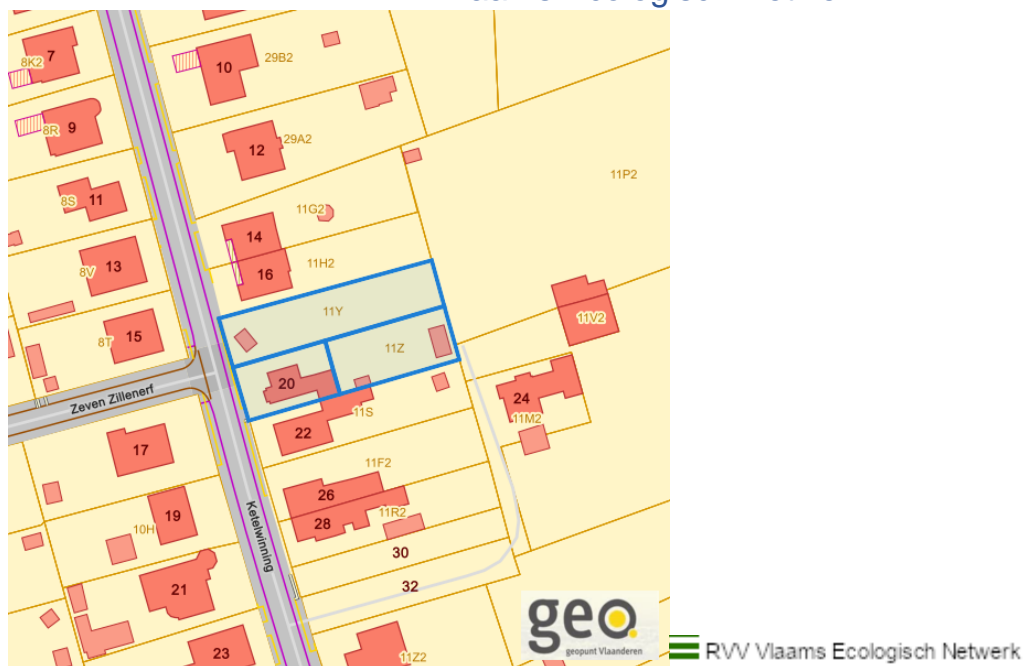 7
8K2
10
29B2
9
8R
12
29A2
11P2
11
8S
11G2
14
13
8V
16
11H2
11Y
11V2
15
8T
11Z
20
Zeven Zillenerf
24
11S
11M2
22
17
11F2
26
Ketelwinning
28
11R2
19
10H
30
32
21
23
11Z2
geo.
geopunt Vlaanderen
RVV Vlaams Ecologisch Netwerk